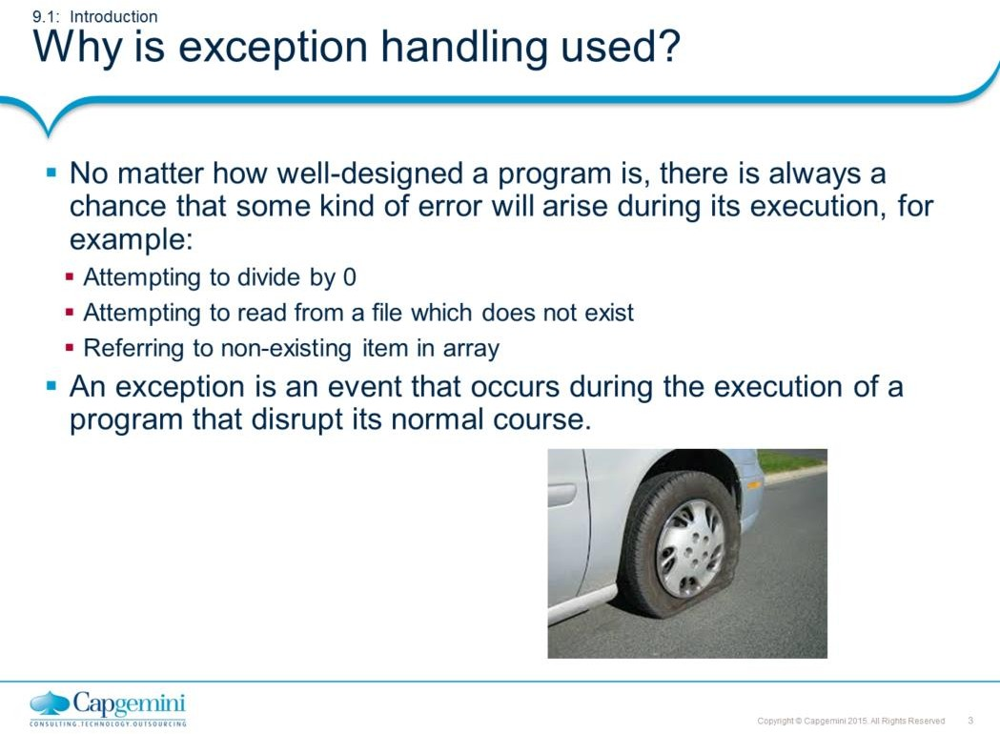 9.1: Introduction
Why is exception handling used?
No matter how well-designed a program is, there is always a
chance that some kind of error will arise during its execution, for
example:
Attempting to divide by 0
Attempting to read from a file which does not exist
Referring to non-existing item in array
An exception is an event that occurs during the execution of a
program that disrupt its normal course.
Capgemini
CONSULTING.TECHNOLOGY.OUTSOURCING
Copyright © Capgemini 2015. All Rights Reserved 3